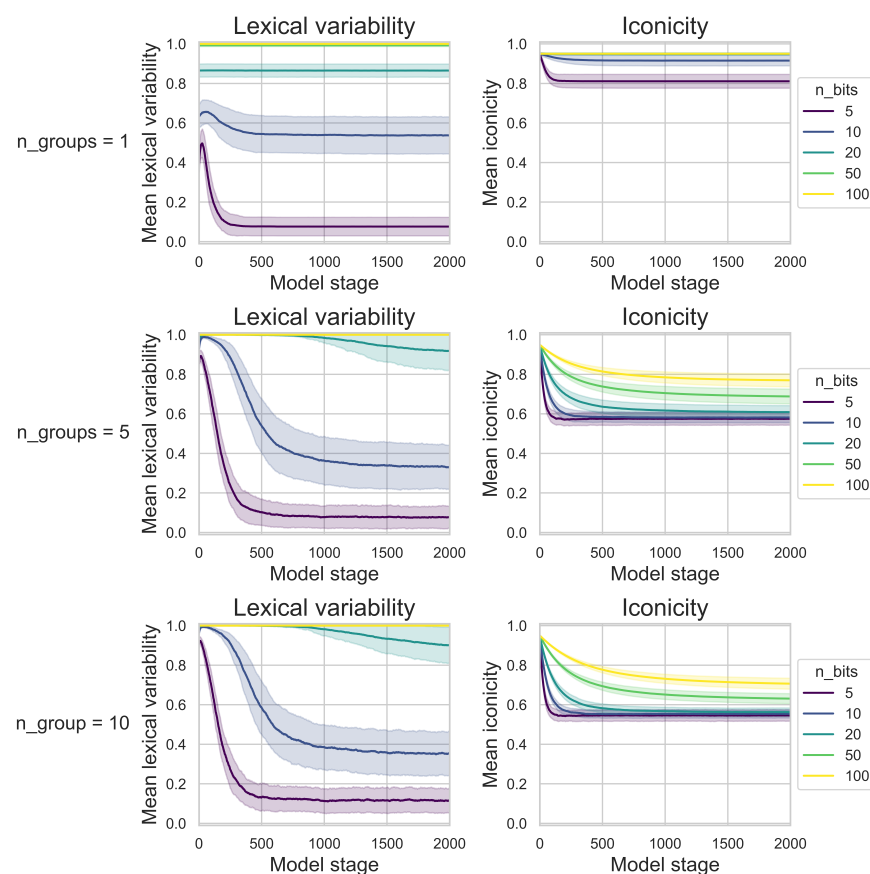 Lexical variability
Iconicity
n_groups = 1
Mean lexical variability
1.0
0.8
0.6
0.4
0.2
0.0
0 500 1000 1500 2000
Model stage
Mean iconicity
1.0
0.8
0.6
0.4
0.2
0.0
0 500 1000 1500 2000
Model stage
n_bits
5
10
20
50
100
Lexical variability
Iconicity
n_groups = 5
Mean lexical variability
1.0
0.8
0.6
0.4
0.2
0.0
0 500 1000 1500 2000
Model stage
Mean iconicity
1.0
0.8
0.6
0.4
0.2
0.0
0 500 1000 1500 2000
Model stage
n_bits
5
10
20
50
100
Lexical variability
Iconicity
n_group = 10
Mean lexical variability
1.0
0.8
0.6
0.4
0.2
0.0
0 500 1000 1500 2000
Model stage
Mean iconicity
1.0
0.8
0.6
0.4
0.2
0.0
0 500 1000 1500 2000
Model stage
n_bits
5
10
20
50
100